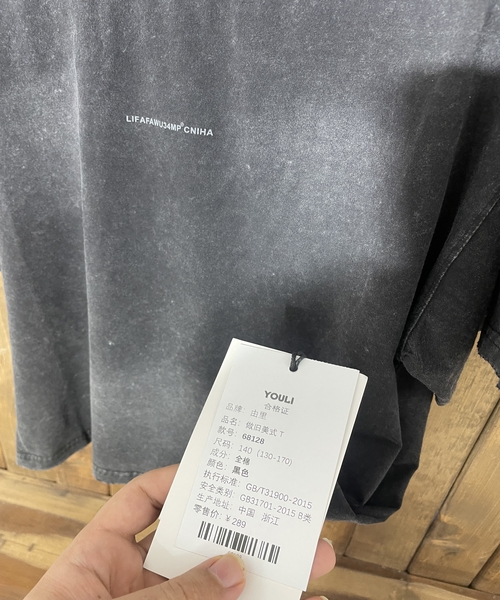 LIFAFAWU34MP® CNIHA
YOULI
合格证
品牌: 由里
品名: 做旧美式T
款号: 68128
尺码: 140 (130-170)
成分: 全棉
颜色: 黑色
执行标准: GB/T31900-2015
安全类别: GB31701-2015 B类
生产地址: 中国 浙江
零售价: ¥289